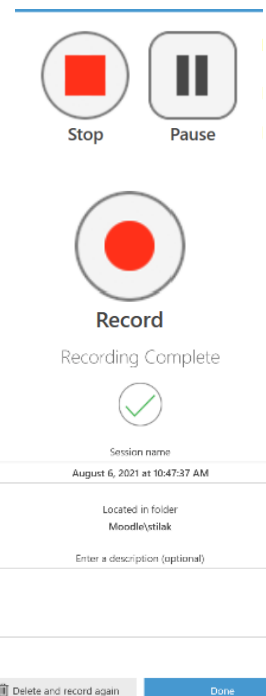 Stop Pause
Record
Recording Complete
Session name
August 6, 2021 at 10:47:37 AM
Located in folder
Moodle\stilak
Enter a description (optional)
Delete and record again Done